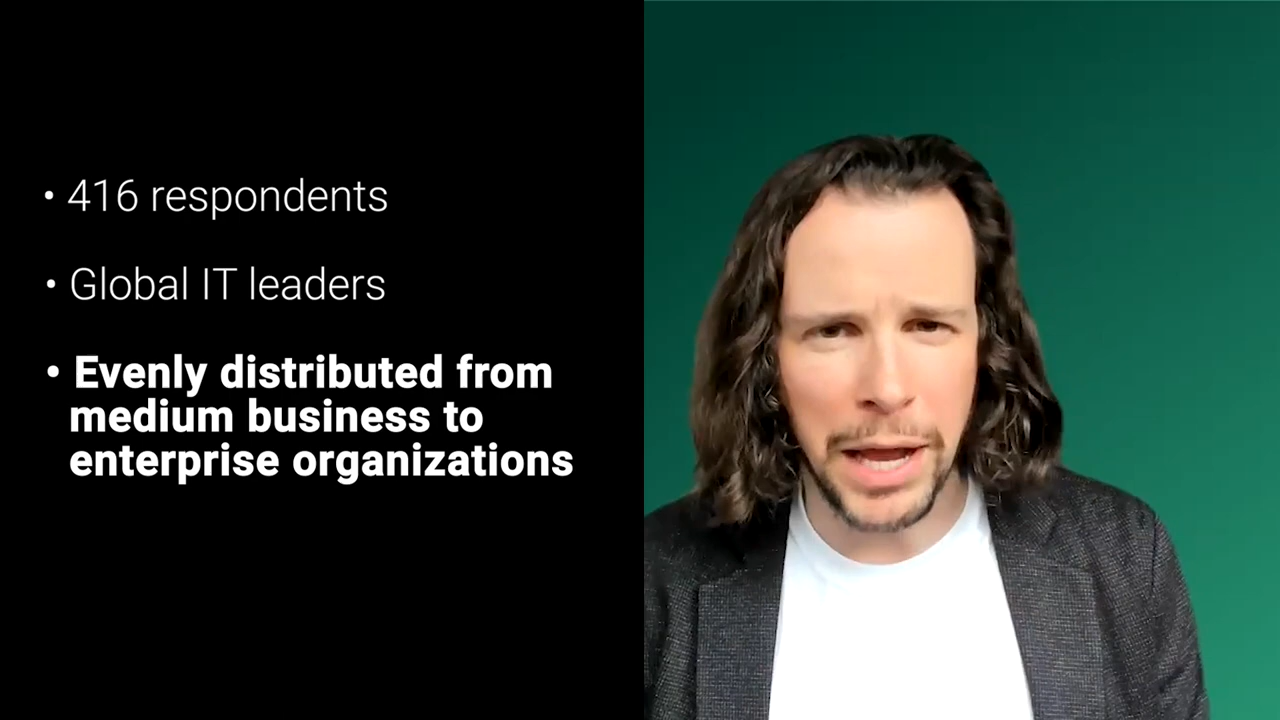 • 416 respondents
• Global IT leaders
• Evenly distributed from
medium business to
enterprise organizations